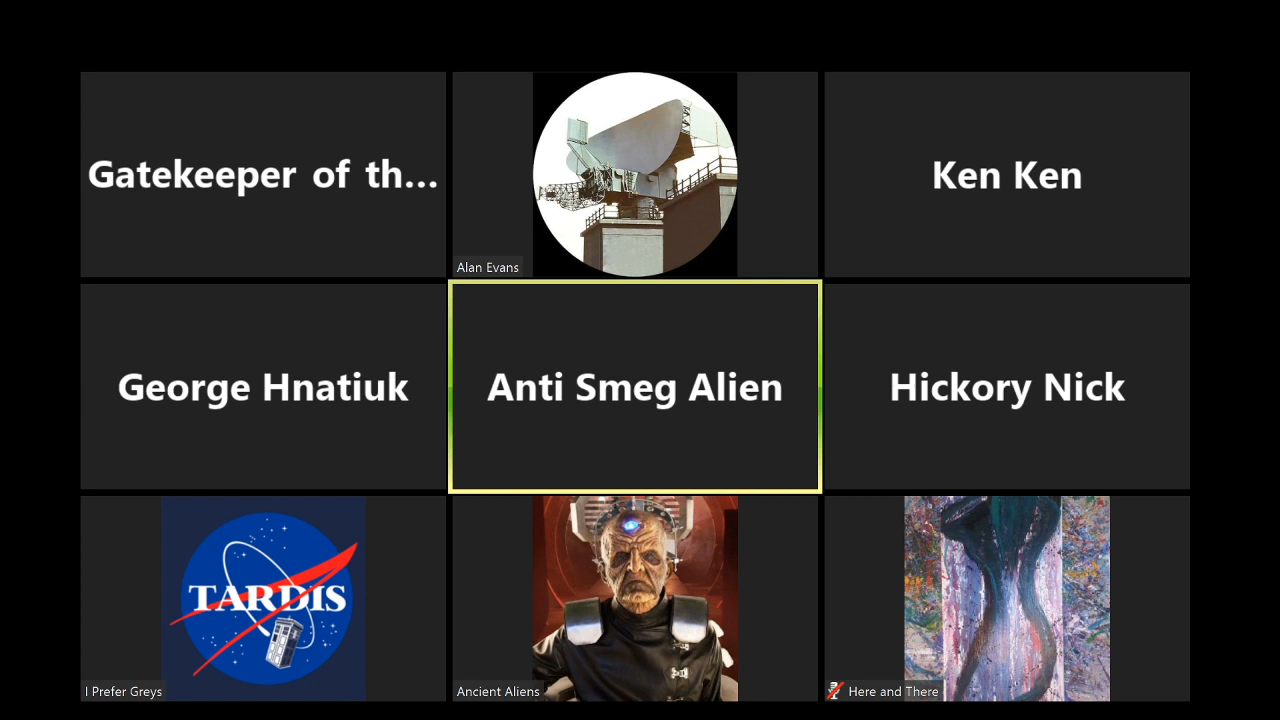 Gatekeeper of th...
Alan Evans
Ken Ken
George Hnatiuk
Anti Smeg Alien
Hickory Nick
TARDIS
I Prefer Greys
Ancient Aliens
Here and There